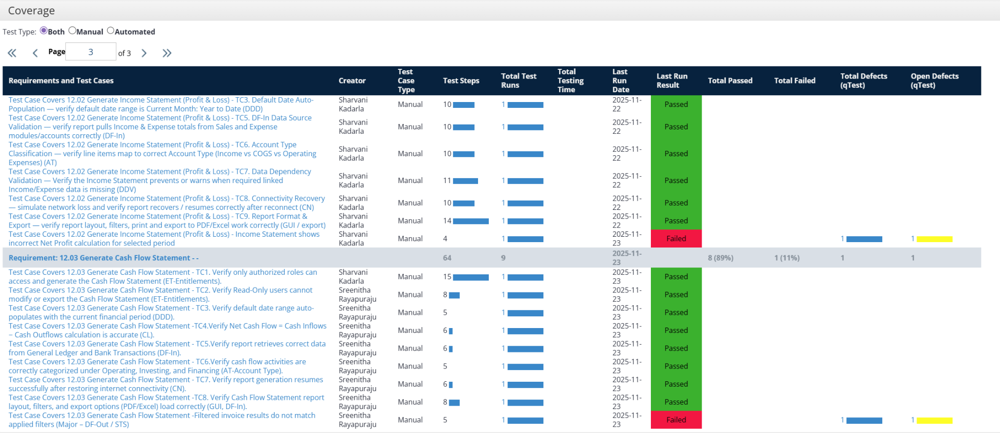 Coverage
Test Type: Both Manual Automated
Page 3 of 3
Requirements and Test Cases Creator Test Case Type Test Steps Total Test Runs Total Testing Time Last Run Date Last Run Result Total Passed Total Failed Total Defects (qTest) Open Defects (qTest)
Test Case Covers 12.02 Generate Income Statement (Profit & Loss) - TC3. Default Date Auto-
Population — verify default date range is Current Month: Year to Date (DDD)
Sharvani
Kadarla
Manual 10 1
2025-11-
22
Passed
Test Case Covers 12.02 Generate Income Statement (Profit & Loss) - TC5. DF-In Data Source
Validation — verify report pulls Income & Expense totals from Sales and Expense
modules/accounts correctly (DF-In)
Sharvani
Kadarla
Manual 10 1
2025-11-
22
Passed
Test Case Covers 12.02 Generate Income Statement (Profit & Loss) - TC6. Account Type
Classification — verify line items map to correct Account Type (Income vs COGS vs Operating
Expenses) (AT)
Sharvani
Kadarla
Manual 10 1
2025-11-
22
Passed
Test Case Covers 12.02 Generate Income Statement (Profit & Loss) - TC7. Data Dependency
Validation — Verify the Income Statement prevents or warns when required linked
Income/Expense data is missing (DDV)
Sharvani
Kadarla
Manual 11 1
2025-11-
22
Passed
Test Case Covers 12.02 Generate Income Statement (Profit & Loss) - TC8. Connectivity Recovery
— simulate network loss and verify report recovers / resumes correctly after reconnect (CN)
Sharvani
Kadarla
Manual 10 1
2025-11-
22
Passed
Test Case Covers 12.02 Generate Income Statement (Profit & Loss) - TC9. Report Format &
Export — verify report layout, filters, print and export to PDF/Excel work correctly (GUI / export)
Sharvani
Kadarla
Manual 14 1
2025-11-
22
Passed
Test Case Covers 12.02 Generate Income Statement (Profit & Loss) - Income Statement shows
incorrect Net Profit calculation for selected period
Sharvani
Kadarla
Manual 4 1
2025-11-
23
Failed 1 1
Requirement: 12.03 Generate Cash Flow Statement - - 64 9
2025-11-
23
8 (89%) 1 (11%) 1 1
Test Case Covers 12.03 Generate Cash Flow Statement - TC1. Verify only authorized roles can
access and generate the Cash Flow Statement (ET-Entitlements).
Sharvani
Kadarla
Manual 15 1
2025-11-
23
Passed
Test Case Covers 12.03 Generate Cash Flow Statement - TC2. Verify Read-Only users cannot
modify or export the Cash Flow Statement (ET-Entitlements).
Sreenitha
Rayapuraju
Manual 8 1
2025-11-
23
Passed
Test Case Covers 12.03 Generate Cash Flow Statement - TC3. Verify default date range auto-
populates with the current financial period (DDD).
Sreenitha
Rayapuraju
Manual 5 1
2025-11-
23
Passed
Test Case Covers 12.03 Generate Cash Flow Statement -TC4.Verify Net Cash Flow = Cash Inflows
− Cash Outflows calculation is accurate (CL).
Sreenitha
Rayapuraju
Manual 6 1
2025-11-
23
Passed
Test Case Covers 12.03 Generate Cash Flow Statement - TC5.Verify report retrieves correct data
from General Ledger and Bank Transactions (DF-In).
Sreenitha
Rayapuraju
Manual 6 1
2025-11-
23
Passed
Test Case Covers 12.03 Generate Cash Flow Statement - TC6.Verify cash flow activities are
correctly categorized under Operating, Investing, and Financing (AT-Account Type).
Sreenitha
Rayapuraju
Manual 5 1
2025-11-
23
Passed
Test Case Covers 12.03 Generate Cash Flow Statement - TC7. Verify report generation resumes
successfully after restoring internet connectivity (CN).
Sreenitha
Rayapuraju
Manual 6 1
2025-11-
23
Passed
Test Case Covers 12.03 Generate Cash Flow Statement -TC8. Verify Cash Flow Statement report
layout, filters, and export options (PDF/Excel) load correctly (GUI, DF-In).
Sreenitha
Rayapuraju
Manual 8 1
2025-11-
23
Passed
Test Case Covers 12.03 Generate Cash Flow Statement -Filtered invoice results do not match
applied filters (Major – DF-Out / STS)
Sreenitha
Rayapuraju
Manual 5 1
2025-11-
23
Failed 1 1